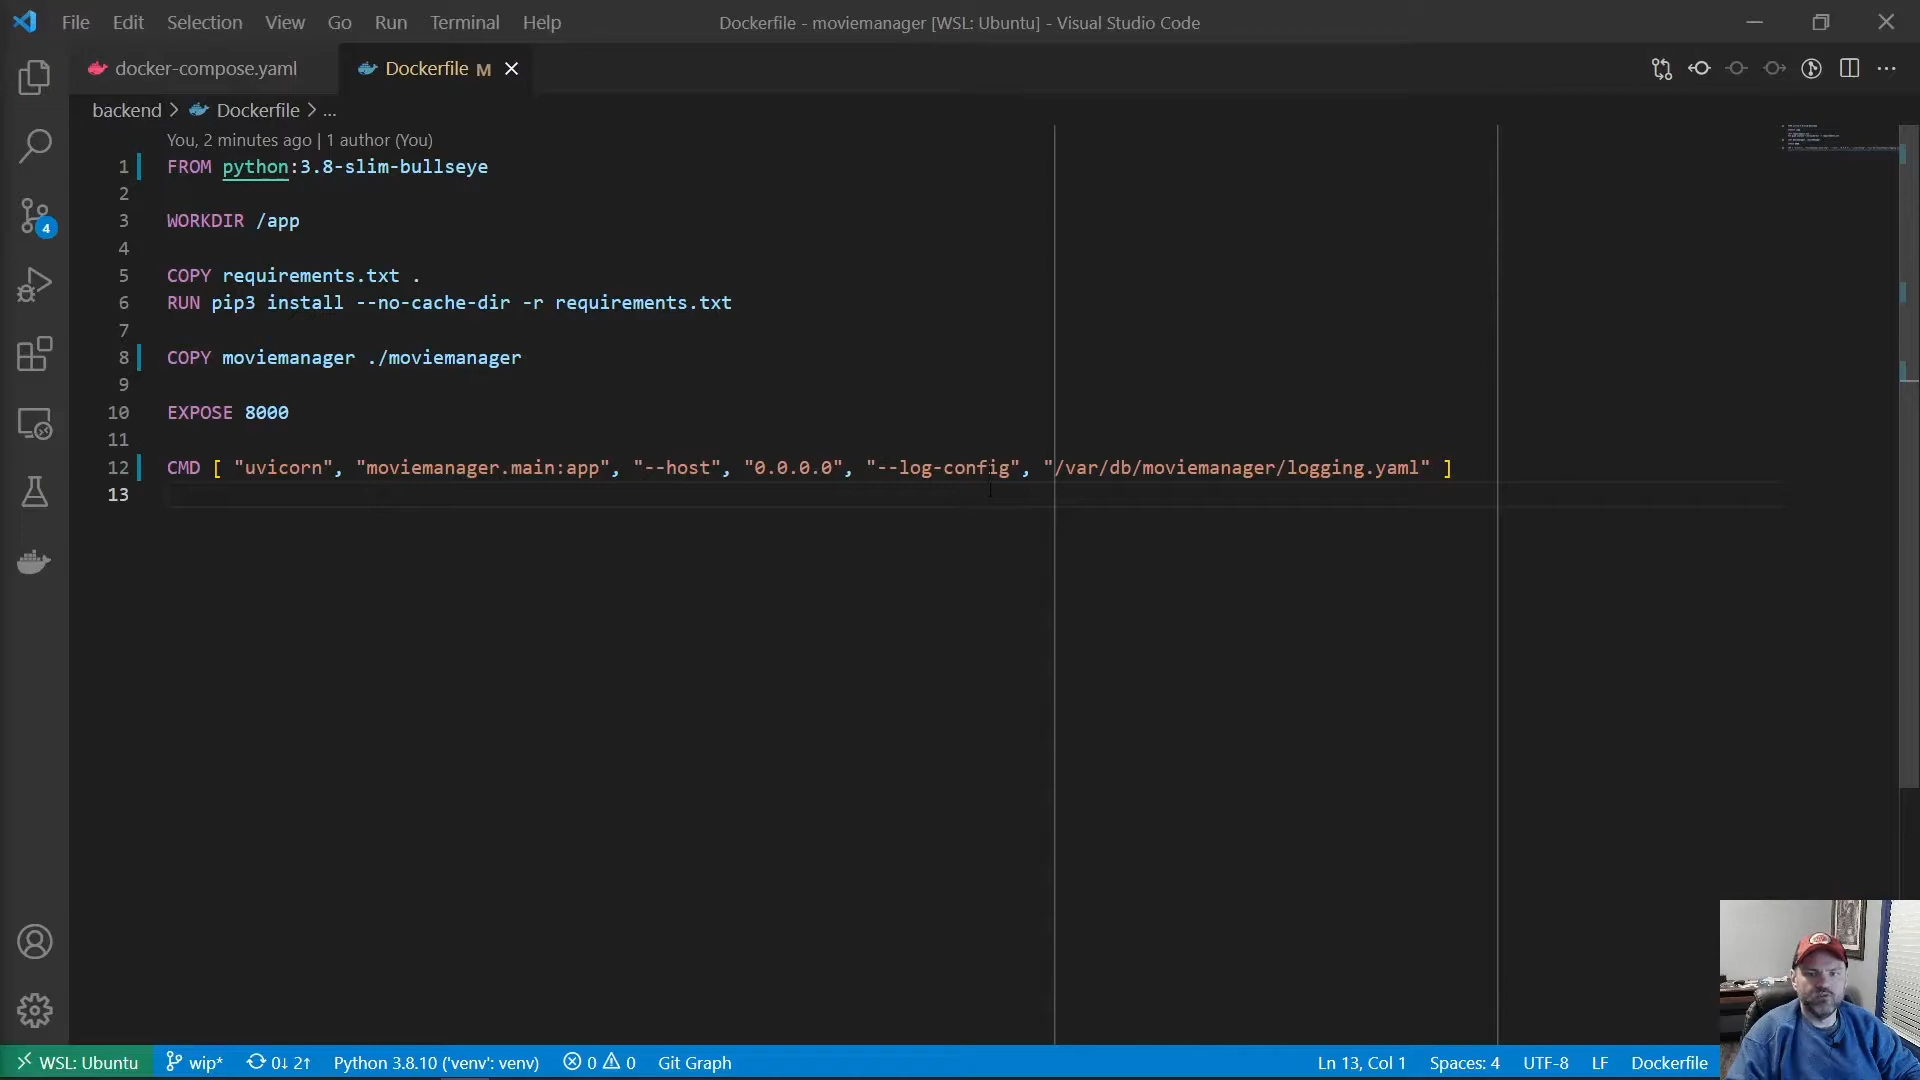 File Edit Selection View Go Run Terminal Help
Dockerfile - moviemanager [WSL: Ubuntu] - Visual Studio Code
docker-compose.yaml
Dockerfile M
backend > Dockerfile > ...
You, 2 minutes ago | 1 author (You)
1 FROM python:3.8-slim-bullseye
2
3 WORKDIR /app
4
5 COPY requirements.txt .
6 RUN pip3 install --no-cache-dir -r requirements.txt
7
8 COPY moviemanager ./moviemanager
9
10 EXPOSE 8000
11
12 CMD [ "uvicorn", "moviemanager.main:app", "--host", "0.0.0.0", "--log-config", "/var/db/moviemanager/logging.yaml" ]
13
4
WSL: Ubuntu wip* 0↓ 2↑ Python 3.8.10 ('venv': venv) 0 0 Git Graph Ln 13, Col 1 Spaces: 4 UTF-8 LF Dockerfile